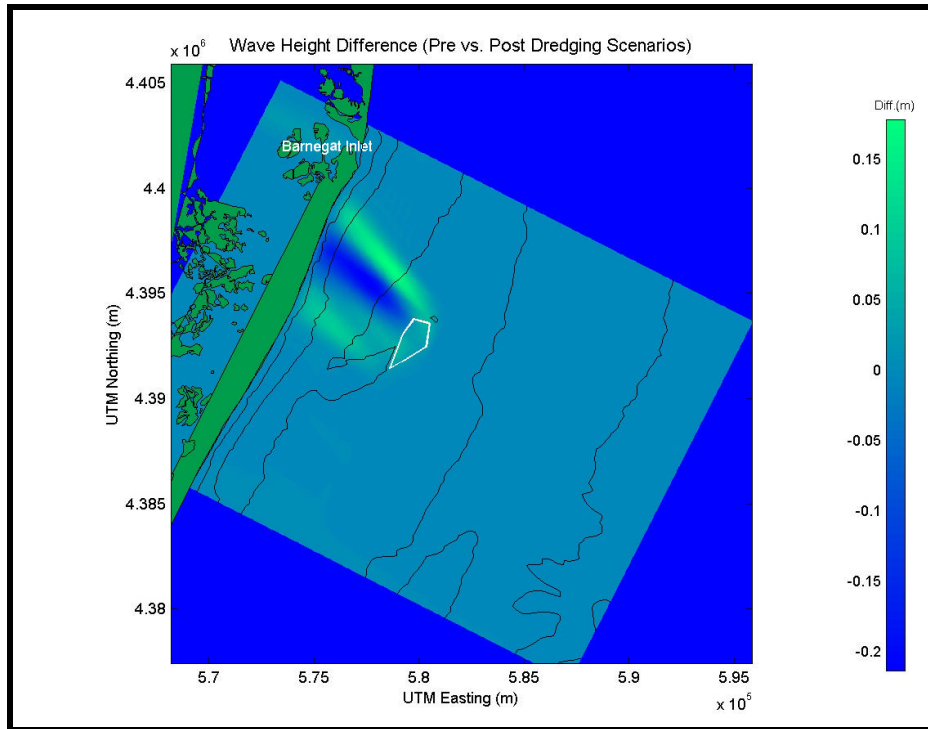 Wave Height Difference (Pre vs. Post Dredging Scenarios)
x 10^6
4.405
4.4
4.395
4.39
4.385
4.38
UTM Northing (m)
Barnegat Inlet
5.7
5.75
5.8
5.85
5.9
5.95
UTM Easting (m)
x 10^5
Diff.(m)
0.15
0.1
0.05
0
-0.05
-0.1
-0.15
-0.2